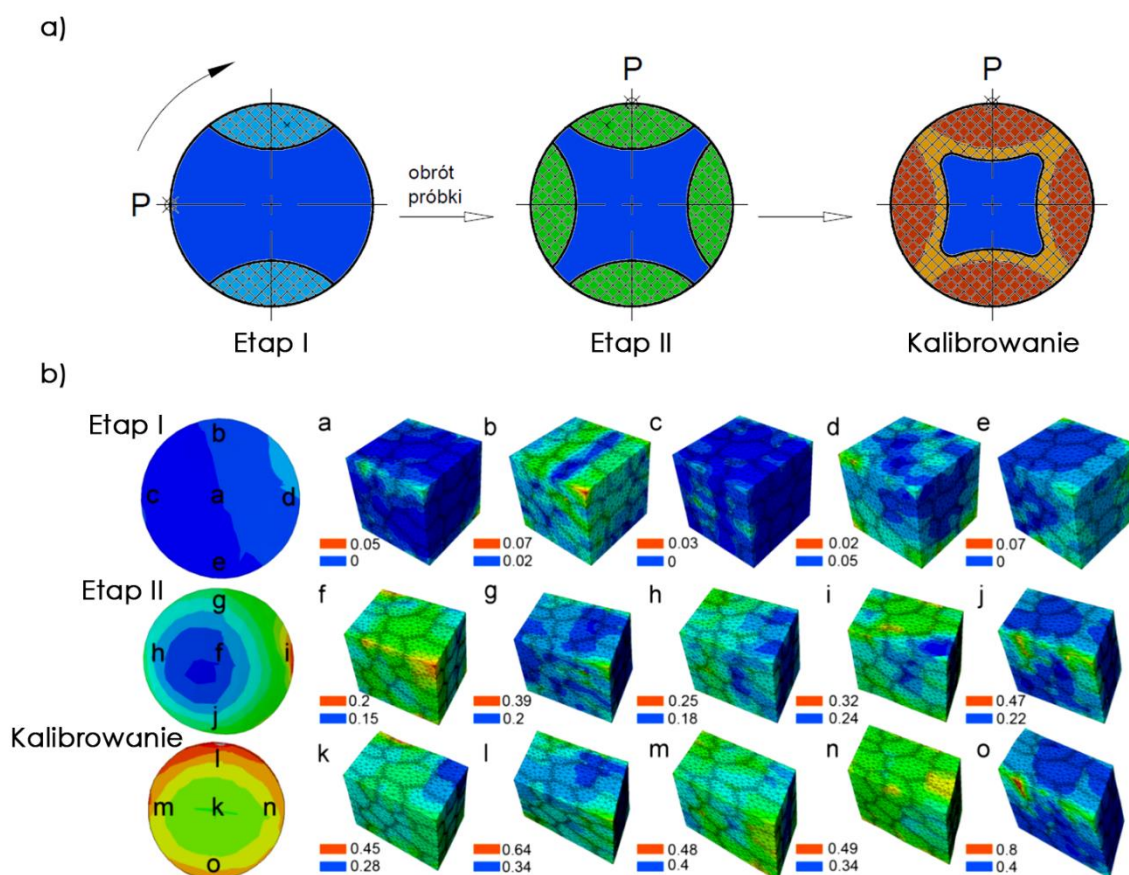 a)
P
P
P
obrót
próbki
Etap I
Etap II
Kalibrowanie
b)
Etap I
b
c a d
e
a b c d e
0.05 0.07 0.03 0.02 0.07
0 0.02 0 0.05 0
Etap II
g
h f i
j
f g h i j
0.2 0.39 0.25 0.32 0.47
0.15 0.2 0.18 0.24 0.22
Kalibrowanie
l
m k n
o
k l m n o
0.45 0.64 0.48 0.49 0.8
0.28 0.34 0.4 0.34 0.4